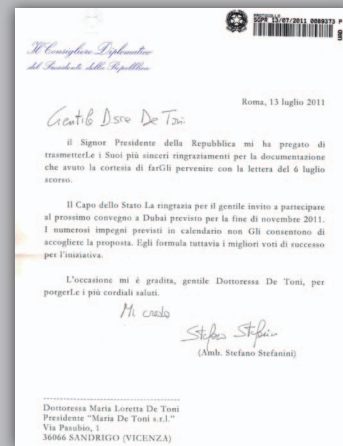 PROTOCOLLO
SGPR 13/07/2011 0089373 P
Il Consigliere Diplomatico
del Presidente della Repubblica
Roma, 13 luglio 2011
Gentile Dssa De Toni
il Signor Presidente della Repubblica mi ha pregato di
trasmetterLe i Suoi più sinceri ringraziamenti per la documentazione
che avuto la cortesia di farGli pervenire con la lettera del 6 luglio
scorso.
Il Capo dello Stato La ringrazia per il gentile invito a partecipare
al prossimo convegno a Dubai previsto per la fine di novembre 2011.
I numerosi impegni previsti in calendario non Gli consentono di
accogliere la proposta. Egli formula tuttavia i migliori voti di successo
per l'iniziativa.
L'occasione mi è gradita, gentile Dottoressa De Toni, per
porgerLe i più cordiali saluti.
Mi creda
Stefano Stefanini
(Amb. Stefano Stefanini)
Dottoressa Maria Loretta De Toni
Presidente "Maria De Toni s.r.l."
Via Pasubio, 1
36066 SANDRIGO (VICENZA)